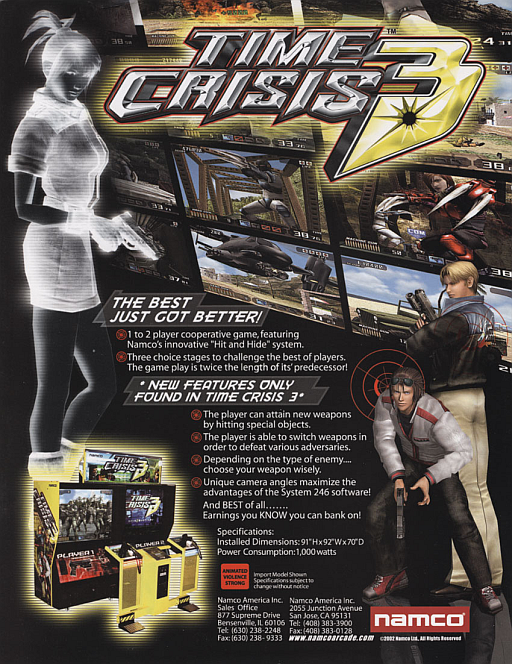 TIME
CRISIS 3™
THE BEST
JUST GOT BETTER!
1 to 2 player cooperative game, featuring
Namco's innovative "Hit and Hide" system.
Three choice stages to challenge the best of players.
The game play is twice the length of its' predecessor!
• NEW FEATURES ONLY
FOUND IN TIME CRISIS 3•
The player can attain new weapons
by hitting special objects.
The player is able to switch weapons in
order to defeat various adversaries.
Depending on the type of enemy....
choose your weapon wisely.
Unique camera angles maximize the
advantages of the System 246 software!
And BEST of all.......
Earnings you KNOW you can bank on!
TIME
CRISIS 3
TIME
CRISIS 3
PLAYER 1
PLAYER 2
Specifications:
Installed Dimensions: 91"H x 92"W x 70"D
Power Consumption: 1,000 watts
ANIMATED
VIOLENCE
STRONG
Import Model Shown
Specifications subject to
change without notice
Namco America Inc.
Sales Office
877 Supreme Drive
Bensenville, IL 60106
Tel: (630) 238-2248
Fax: (630) 238-9333
Namco America Inc.
2055 Junction Avenue
San Jose, CA 95131
Tel: (408) 383-3900
Fax: (408) 383-0128
www.namcoarcade.com
namco®
©2002 Namco Ltd., All Rights Reserved